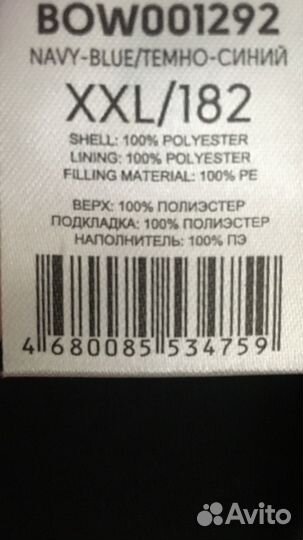 BOW001292
NAVY-BLUE/ТЕМНО-СИНИЙ
XXL/182
SHELL: 100% POLYESTER
LINING: 100% POLYESTER
FILLING MATERIAL: 100% PE
ВЕРХ: 100% ПОЛИЭСТЕР
ПОДКЛАДКА: 100% ПОЛИЭСТЕР
НАПОЛНИТЕЛЬ: 100% ПЭ
4 680085 534759
Avito